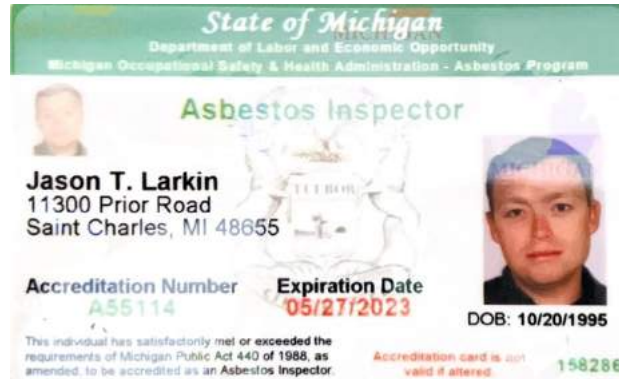 State of Michigan
Department of Labor and Economic Opportunity
Michigan Occupational Safety & Health Administration - Asbestos Program
Asbestos Inspector
MICHIGAN
Jason T. Larkin
11300 Prior Road
Saint Charles, MI 48655
TUEBOR
Accreditation Number
A55114
Expiration Date
05/27/2023
DOB: 10/20/1995
This individual has satisfactorily met or exceeded the
requirements of Michigan Public Act 440 of 1988, as
amended, to be accredited as an Asbestos Inspector.
Accreditation card is not
valid if altered.
158286